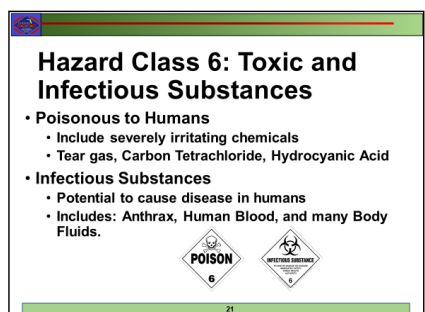 Hazard Class 6: Toxic and
Infectious Substances
• Poisonous to Humans
• Include severely irritating chemicals
• Tear gas, Carbon Tetrachloride, Hydrocyanic Acid
• Infectious Substances
• Potential to cause disease in humans
• Includes: Anthrax, Human Blood, and many Body
Fluids.
POISON
6
INFECTIOUS SUBSTANCE
6
21